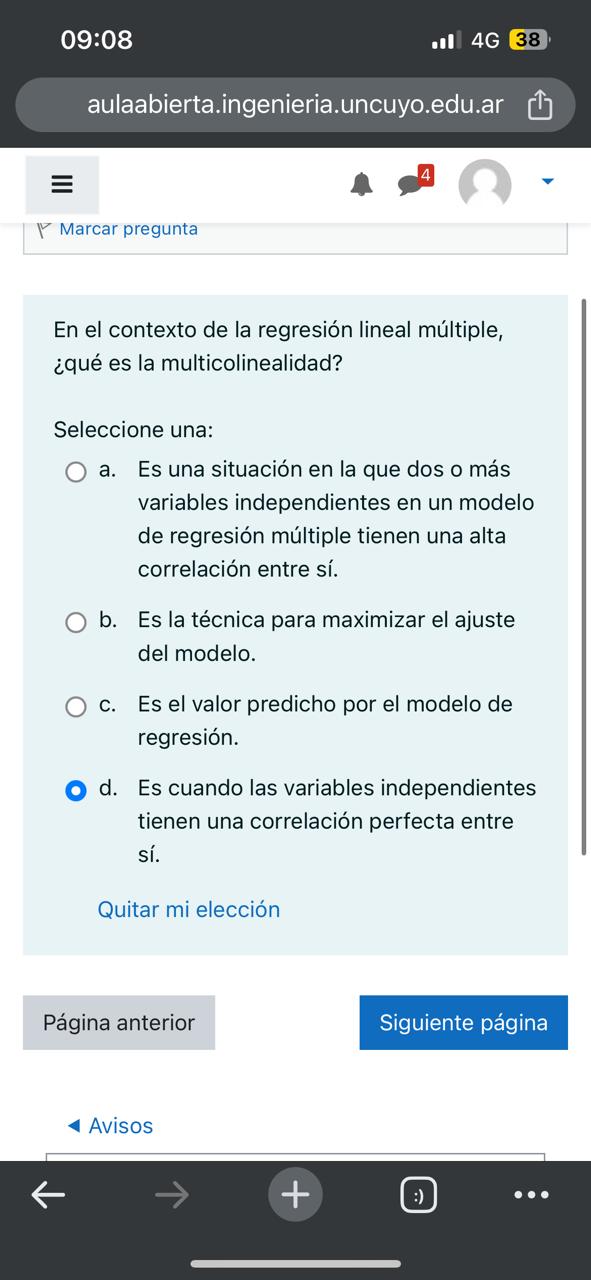 09:08
4G 38
aulaabierta.ingenieria.uncuyo.edu.ar
4
Marcar pregunta
En el contexto de la regresión lineal múltiple,
¿qué es la multicolinealidad?
Seleccione una:
a. Es una situación en la que dos o más
variables independientes en un modelo
de regresión múltiple tienen una alta
correlación entre sí.
b. Es la técnica para maximizar el ajuste
del modelo.
c. Es el valor predicho por el modelo de
regresión.
d. Es cuando las variables independientes
tienen una correlación perfecta entre
sí.
Quitar mi elección
Página anterior
Siguiente página
◄ Avisos
:)